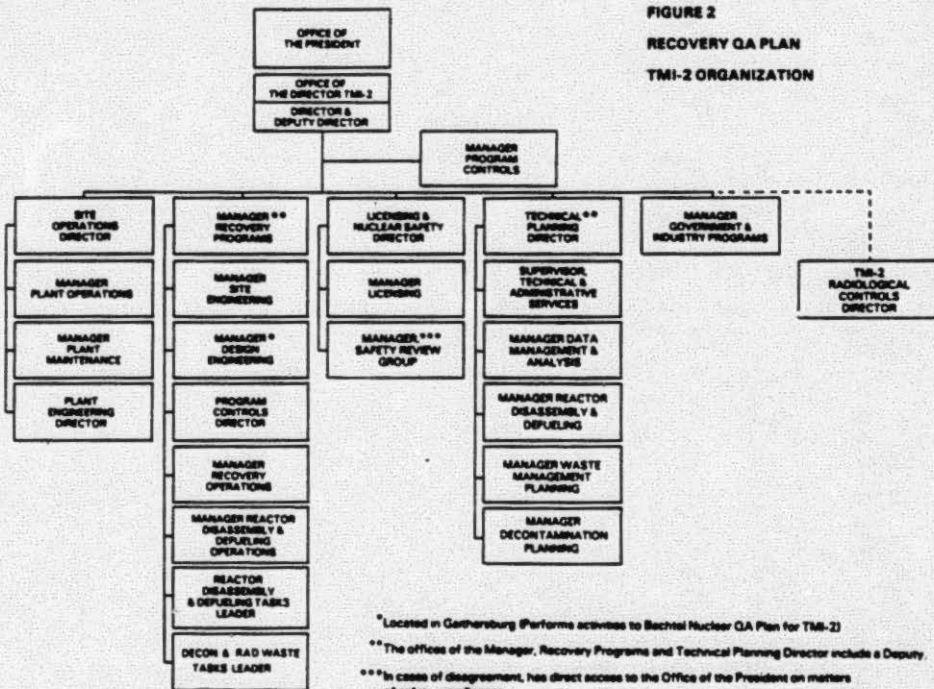 FIGURE 2
RECOVERY QA PLAN
TMI-2 ORGANIZATION
OFFICE OF
THE PRESIDENT
OFFICE OF
THE DIRECTOR TMI-2
DIRECTOR &
DEPUTY DIRECTOR
MANAGER
PROGRAM
CONTROLS
SITE
OPERATIONS
DIRECTOR
MANAGER
PLANT OPERATIONS
MANAGER
PLANT
MAINTENANCE
PLANT
ENGINEERING
DIRECTOR
MANAGER**
RECOVERY
PROGRAMS
MANAGER
SITE
ENGINEERING
MANAGER*
DESIGN
ENGINEERING
PROGRAM
CONTROLS
DIRECTOR
MANAGER
RECOVERY
OPERATIONS
MANAGER REACTOR
DISASSEMBLY &
DEFUELING
OPERATIONS
REACTOR
DISASSEMBLY
& DEFUELING TASKS
LEADER
DECON & RAD WASTE
TASKS LEADER
LICENSING &
NUCLEAR SAFETY
DIRECTOR
MANAGER
LICENSING
MANAGER,***
SAFETY REVIEW
GROUP
TECHNICAL**
PLANNING
DIRECTOR
SUPERVISOR,
TECHNICAL &
ADMINISTRATIVE
SERVICES
MANAGER DATA
MANAGEMENT &
ANALYSIS
MANAGER REACTOR
DISASSEMBLY &
DEFUELING
MANAGER WASTE
MANAGEMENT
PLANNING
MANAGER
DECONTAMINATION
PLANNING
MANAGER
GOVERNMENT &
INDUSTRY PROGRAMS
TMI-2
RADIOLOGICAL
CONTROLS
DIRECTOR
*Located in Gaithersburg (Performs activities to Bechtel Nuclear QA Plan for TMI-2)
**The offices of the Manager, Recovery Programs and Technical Planning Director include a Deputy.
***In cases of disagreement, has direct access to the Office of the President on matters